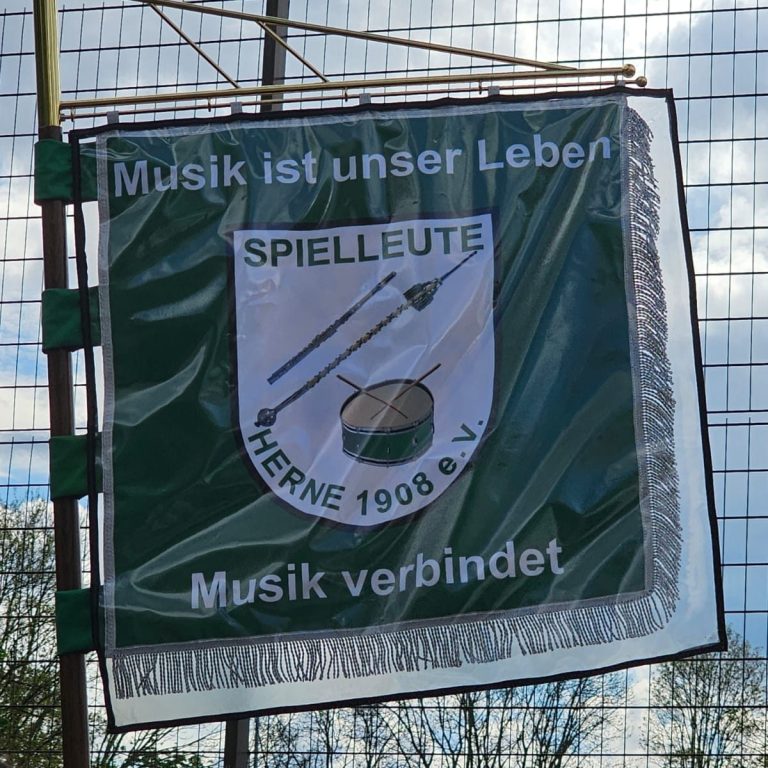 Musik ist unser Leben
SPIELLEUTE
HERNE 1908 e.V.
Musik verbindet